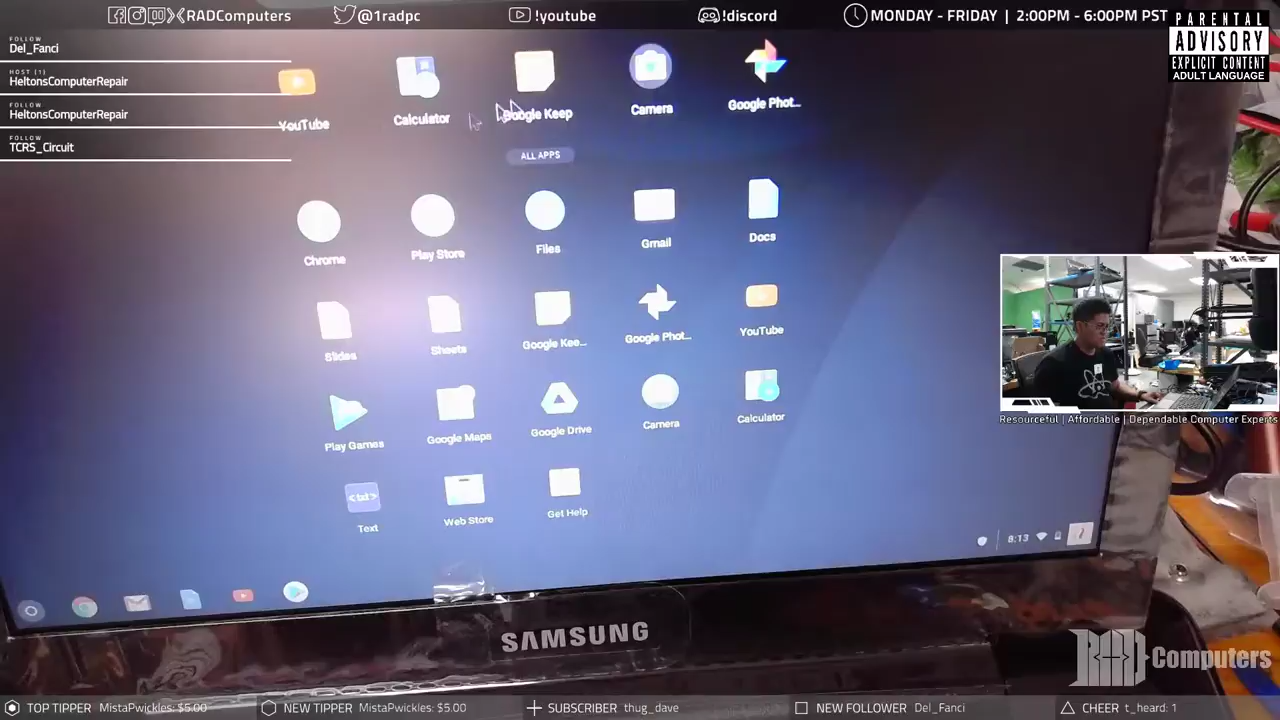 RADComputers
@1radpc
!youtube
!discord
MONDAY - FRIDAY | 2:00PM - 6:00PM PST
PARENTAL
ADVISORY
EXPLICIT CONTENT
ADULT LANGUAGE
FOLLOW
Del_Fanci
HOST [1]
HeltonsComputerRepair
FOLLOW
HeltonsComputerRepair
FOLLOW
TCRS_Circuit
YouTube
Calculator
Google Keep
Camera
Google Phot...
ALL APPS
Chrome
Play Store
Files
Gmail
Docs
Slides
Sheets
Google Kee...
Google Phot...
YouTube
Play Games
Google Maps
Google Drive
Camera
Calculator
<txt>
Text
Web Store
Get Help
8:13
Resourceful | Affordable | Dependable Computer Experts
SAMSUNG
RAD Computers
TOP TIPPER MistaPwickles: $5.00
NEW TIPPER MistaPwickles: $5.00
SUBSCRIBER thug_dave
NEW FOLLOWER Del_Fanci
CHEER t_heard: 1